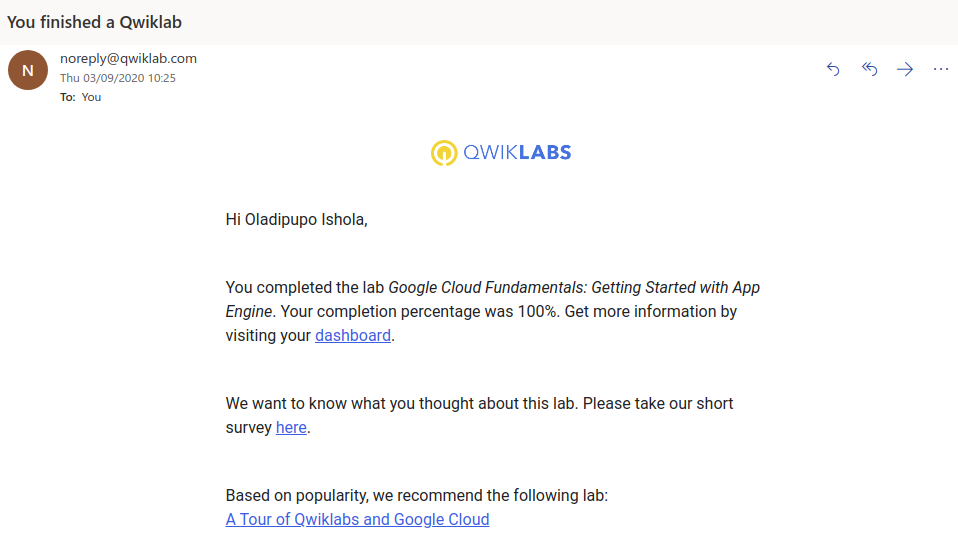 You finished a Qwiklab
N
noreply@qwiklab.com
Thu 03/09/2020 10:25
To: You
QWIKLABS
Hi Oladipupo Ishola,
You completed the lab Google Cloud Fundamentals: Getting Started with App
Engine. Your completion percentage was 100%. Get more information by
visiting your dashboard.
We want to know what you thought about this lab. Please take our short
survey here.
Based on popularity, we recommend the following lab:
A Tour of Qwiklabs and Google Cloud